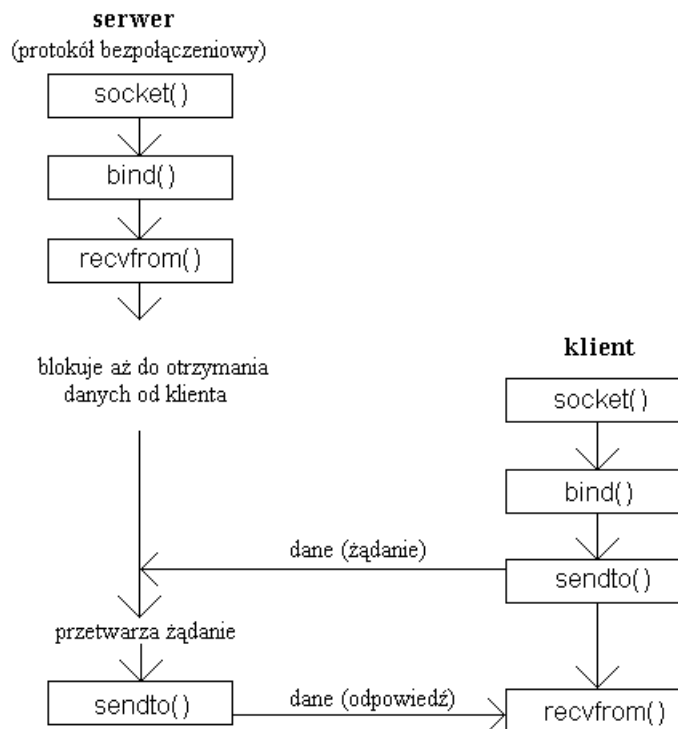 serwer
(protokół bezpołączeniowy)
socket()
bind()
recvfrom()
blokuje aż do otrzymania
danych od klienta
klient
socket()
bind()
dane (żądanie)
sendto()
przetwarza żądanie
sendto()
dane (odpowiedź)
recvfrom()